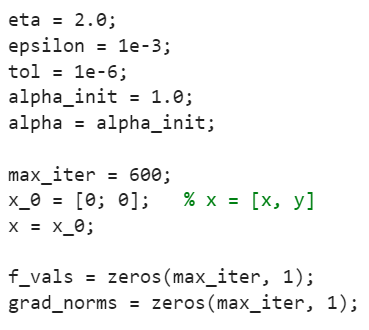 eta = 2.0;
epsilon = 1e-3;
tol = 1e-6;
alpha_init = 1.0;
alpha = alpha_init;
max_iter = 600;
x_0 = [0; 0];   % x = [x, y]
x = x_0;
f_vals = zeros(max_iter, 1);
grad_norms = zeros(max_iter, 1);